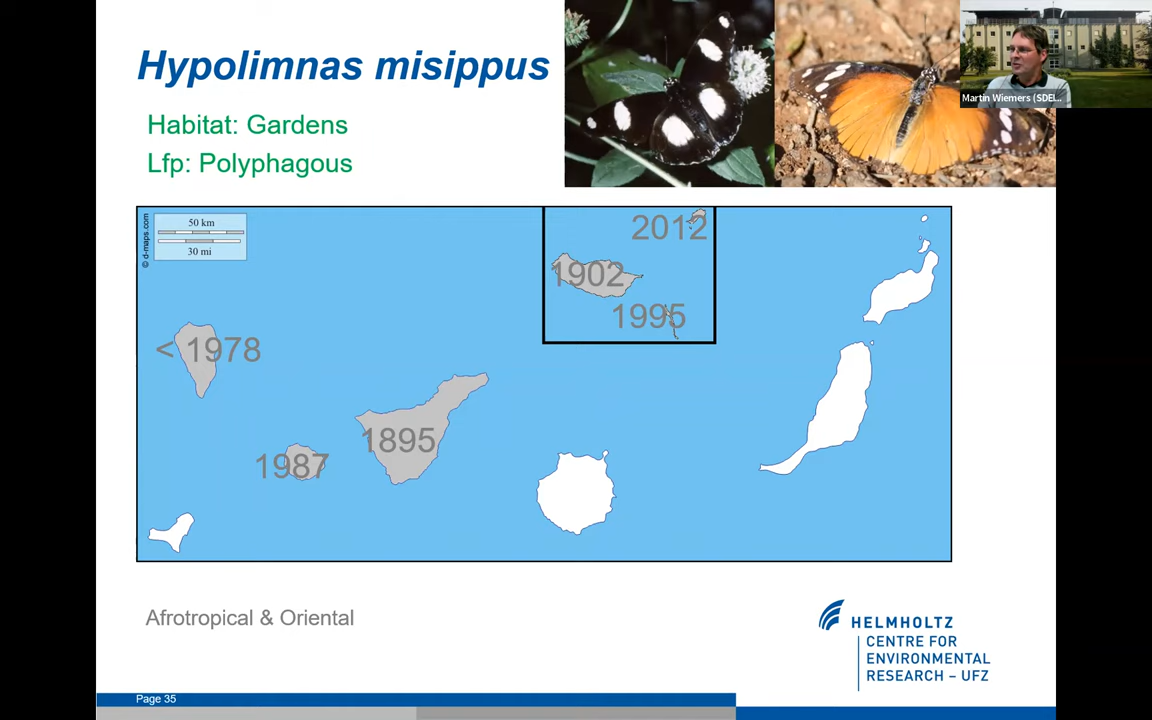 Hypolimnas misippus
Martin Wiemers (SDEI...
Habitat: Gardens
Lfp: Polyphagous
© d-maps.com
50 km
30 mi
2012
1902
1995
< 1978
1895
1987
Afrotropical & Oriental
HELMHOLTZ
CENTRE FOR
ENVIRONMENTAL
RESEARCH – UFZ
Page 35